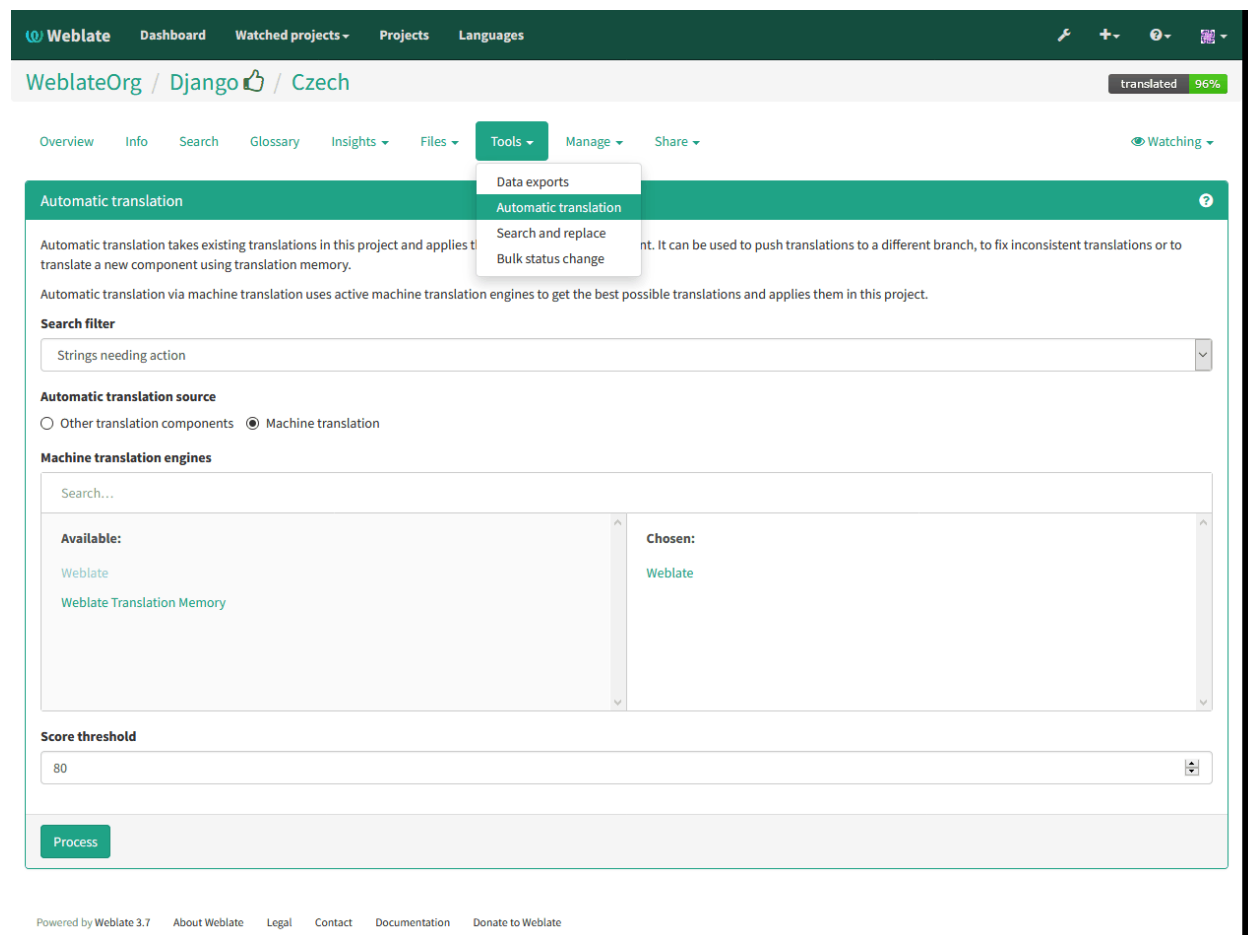 Weblate Dashboard Watched projects Projects Languages
WeblateOrg / Django / Czech translated 96%
Overview Info Search Glossary Insights Files Tools Manage Share Watching
Data exports
Automatic translation
Search and replace
Bulk status change
Automatic translation
Automatic translation takes existing translations in this project and applies nt. It can be used to push translations to a different branch, to fix inconsistent translations or to
translate a new component using translation memory.
Automatic translation via machine translation uses active machine translation engines to get the best possible translations and applies them in this project.
Search filter
Strings needing action
Automatic translation source
Other translation components Machine translation
Machine translation engines
Search...
Available: Chosen:
Weblate Weblate
Weblate Translation Memory
Score threshold
80
Process
Powered by Weblate 3.7 About Weblate Legal Contact Documentation Donate to Weblate